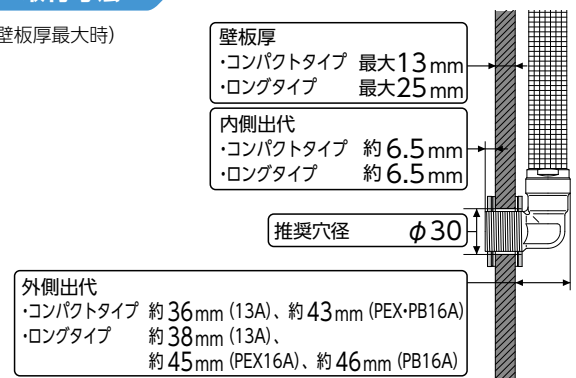 壁板厚最大時)
壁板厚
・コンパクトタイプ 最大13mm
・ロングタイプ 最大25mm
内側出代
・コンパクトタイプ 約6.5mm
・ロングタイプ 約6.5mm
推奨穴径 φ30
外側出代
・コンパクトタイプ 約36mm (13A)、約43mm (PEX・PB16A)
・ロングタイプ 約38mm (13A)、
約45mm (PEX16A)、約46mm (PB16A)